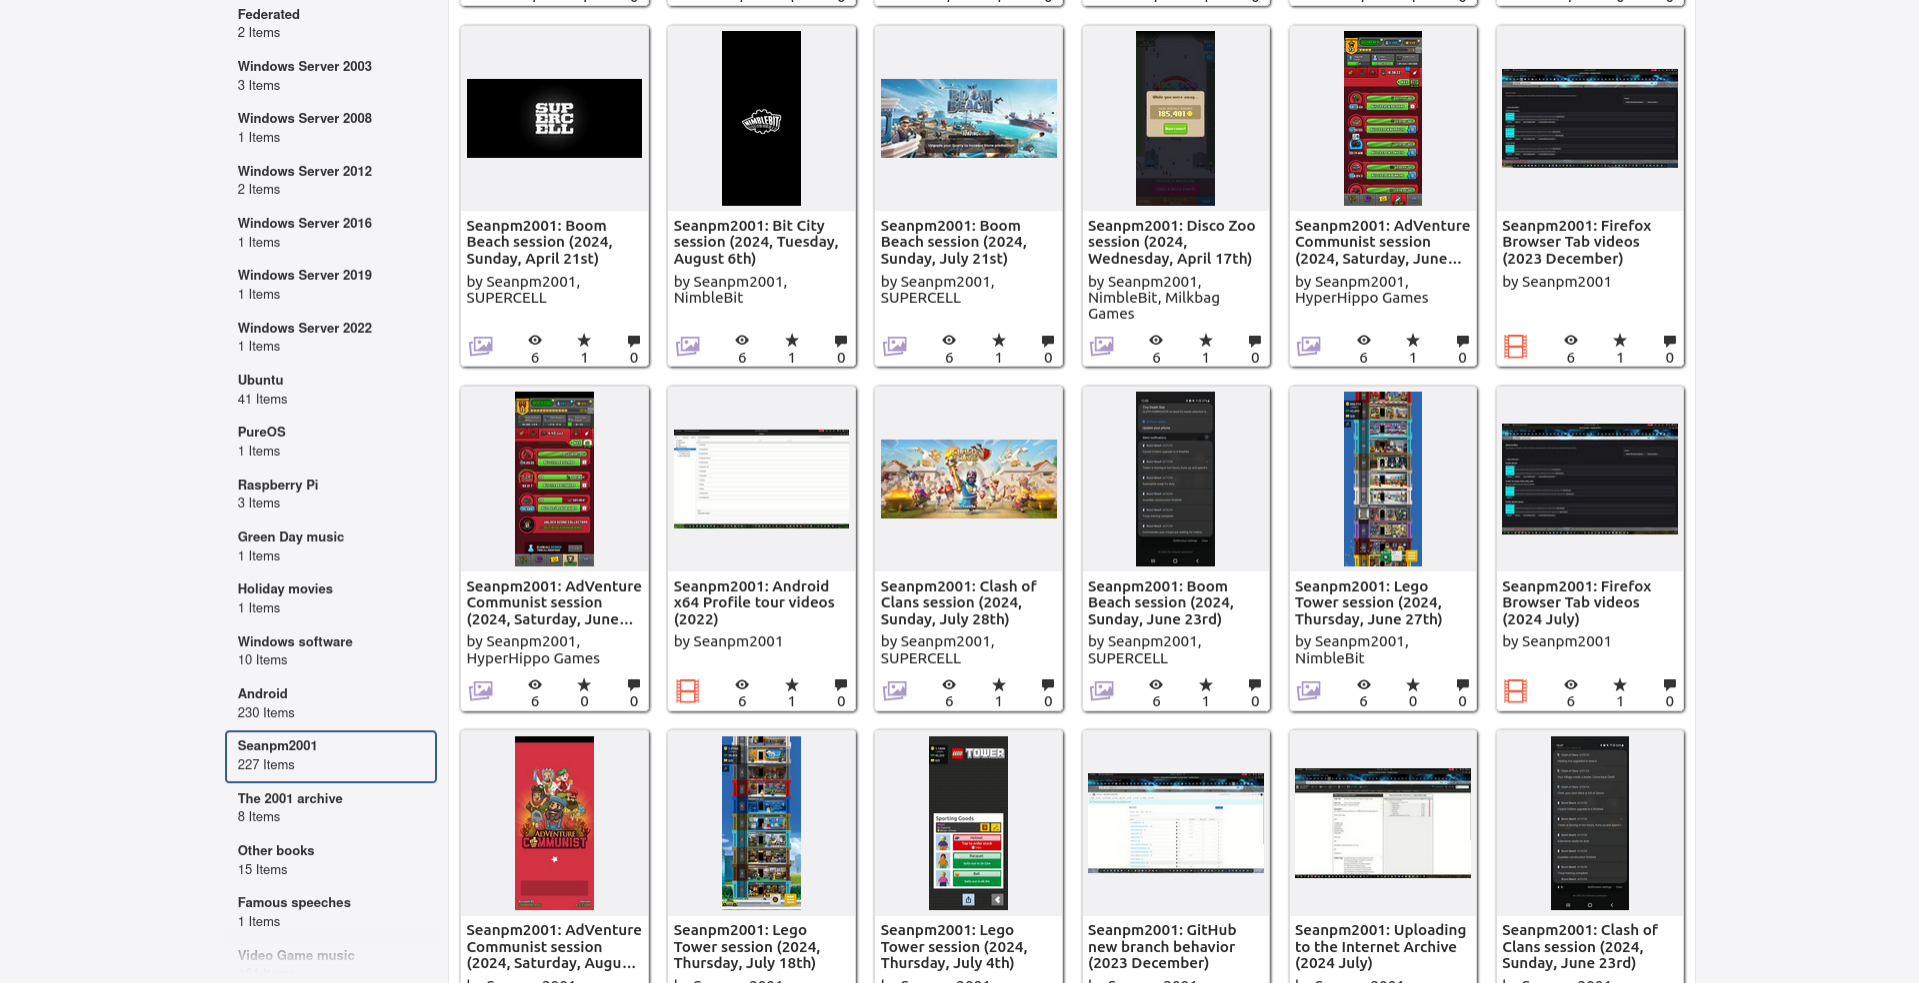 Federated
2 Items
Windows Server 2003
3 Items
Windows Server 2008
1 Items
Windows Server 2012
2 Items
Windows Server 2016
1 Items
Windows Server 2019
1 Items
Windows Server 2022
1 Items
Ubuntu
41 Items
PureOS
1 Items
Raspberry Pi
3 Items
Green Day music
1 Items
Holiday movies
1 Items
Windows software
10 Items
Android
230 Items
Seanpm2001
227 Items
The 2001 archive
8 Items
Other books
15 Items
Famous speeches
1 Items
Video Game music
SUP
ERC
ELL
Seanpm2001: Boom
Beach session (2024,
Sunday, April 21st)
by Seanpm2001,
SUPERCELL
6 1 0
NIMBLEBIT
Seanpm2001: Bit City
session (2024, Tuesday,
August 6th)
by Seanpm2001,
NimbleBit
6 1 0
BOOM
BEACH
Seanpm2001: Boom
Beach session (2024,
Sunday, July 21st)
by Seanpm2001,
SUPERCELL
6 1 0
While you were away...
185,401
Seanpm2001: Disco Zoo
session (2024,
Wednesday, April 17th)
by Seanpm2001,
NimbleBit, Milkbag
Games
6 1 0
Seanpm2001: AdVenture
Communist session
(2024, Saturday, June...
by Seanpm2001,
HyperHippo Games
6 1 0
Seanpm2001: Firefox
Browser Tab videos
(2023 December)
by Seanpm2001
6 1 0
Seanpm2001: AdVenture
Communist session
(2024, Saturday, June...
by Seanpm2001,
HyperHippo Games
6 0 0
Seanpm2001: Android
x64 Profile tour videos
(2022)
by Seanpm2001
6 1 0
Seanpm2001: Clash of
Clans session (2024,
Sunday, July 28th)
by Seanpm2001,
SUPERCELL
6 1 0
Seanpm2001: Boom
Beach session (2024,
Sunday, June 23rd)
by Seanpm2001,
SUPERCELL
6 1 0
Seanpm2001: Lego
Tower session (2024,
Thursday, June 27th)
by Seanpm2001,
NimbleBit
6 0 0
Seanpm2001: Firefox
Browser Tab videos
(2024 July)
by Seanpm2001
6 1 0
ADVENTURE
COMMUNIST
Seanpm2001: AdVenture
Communist session
(2024, Saturday, Augu...
Seanpm2001: Lego
Tower session (2024,
Thursday, July 18th)
LEGO TOWER
Sporting Goods
Seanpm2001: Lego
Tower session (2024,
Thursday, July 4th)
Seanpm2001: GitHub
new branch behavior
(2023 December)
Seanpm2001: Uploading
to the Internet Archive
(2024 July)
Seanpm2001: Clash of
Clans session (2024,
Sunday, June 23rd)